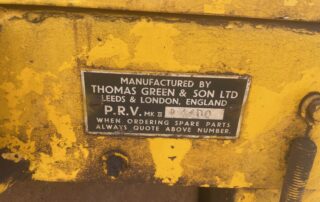 MANUFACTURED BY
THOMAS GREEN & SON LTD
LEEDS & LONDON, ENGLAND
P.R.V. MK II
WHEN ORDERING SPARE PARTS
ALWAYS QUOTE ABOVE NUMBER.